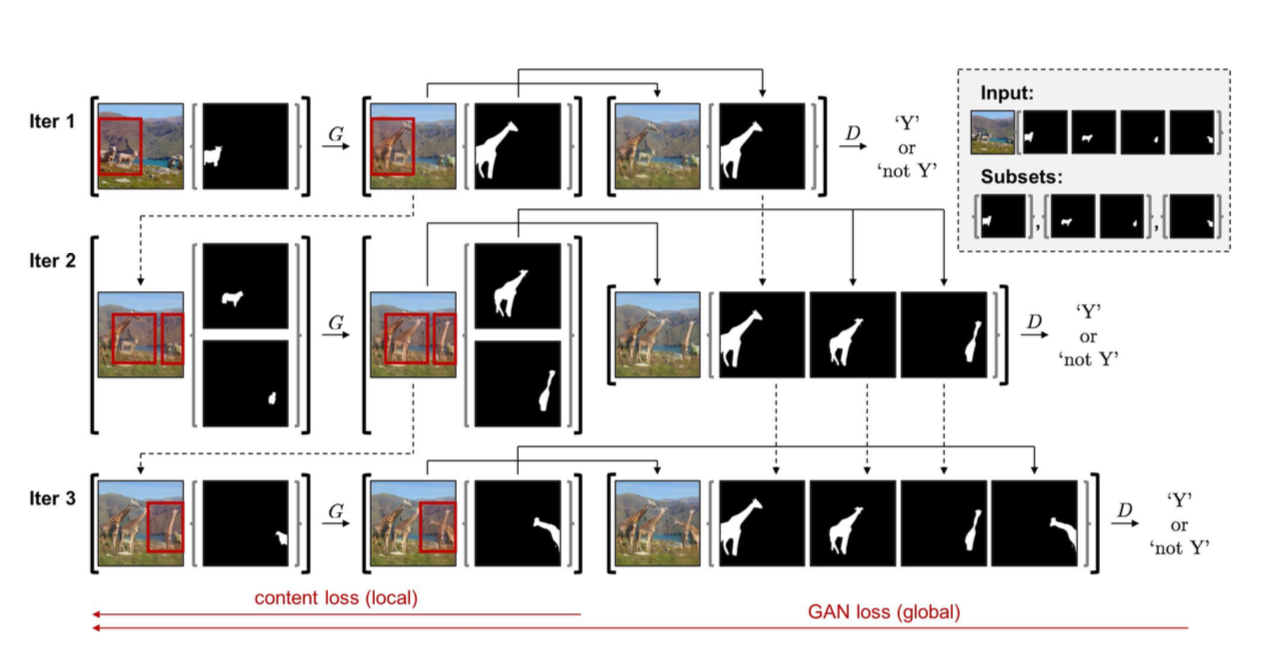 Iter 1
G
D
‘Y’
or
‘not Y’
Input:
Subsets:
,
,
Iter 2
G
D
‘Y’
or
‘not Y’
Iter 3
G
D
‘Y’
or
‘not Y’
content loss (local)
GAN loss (global)